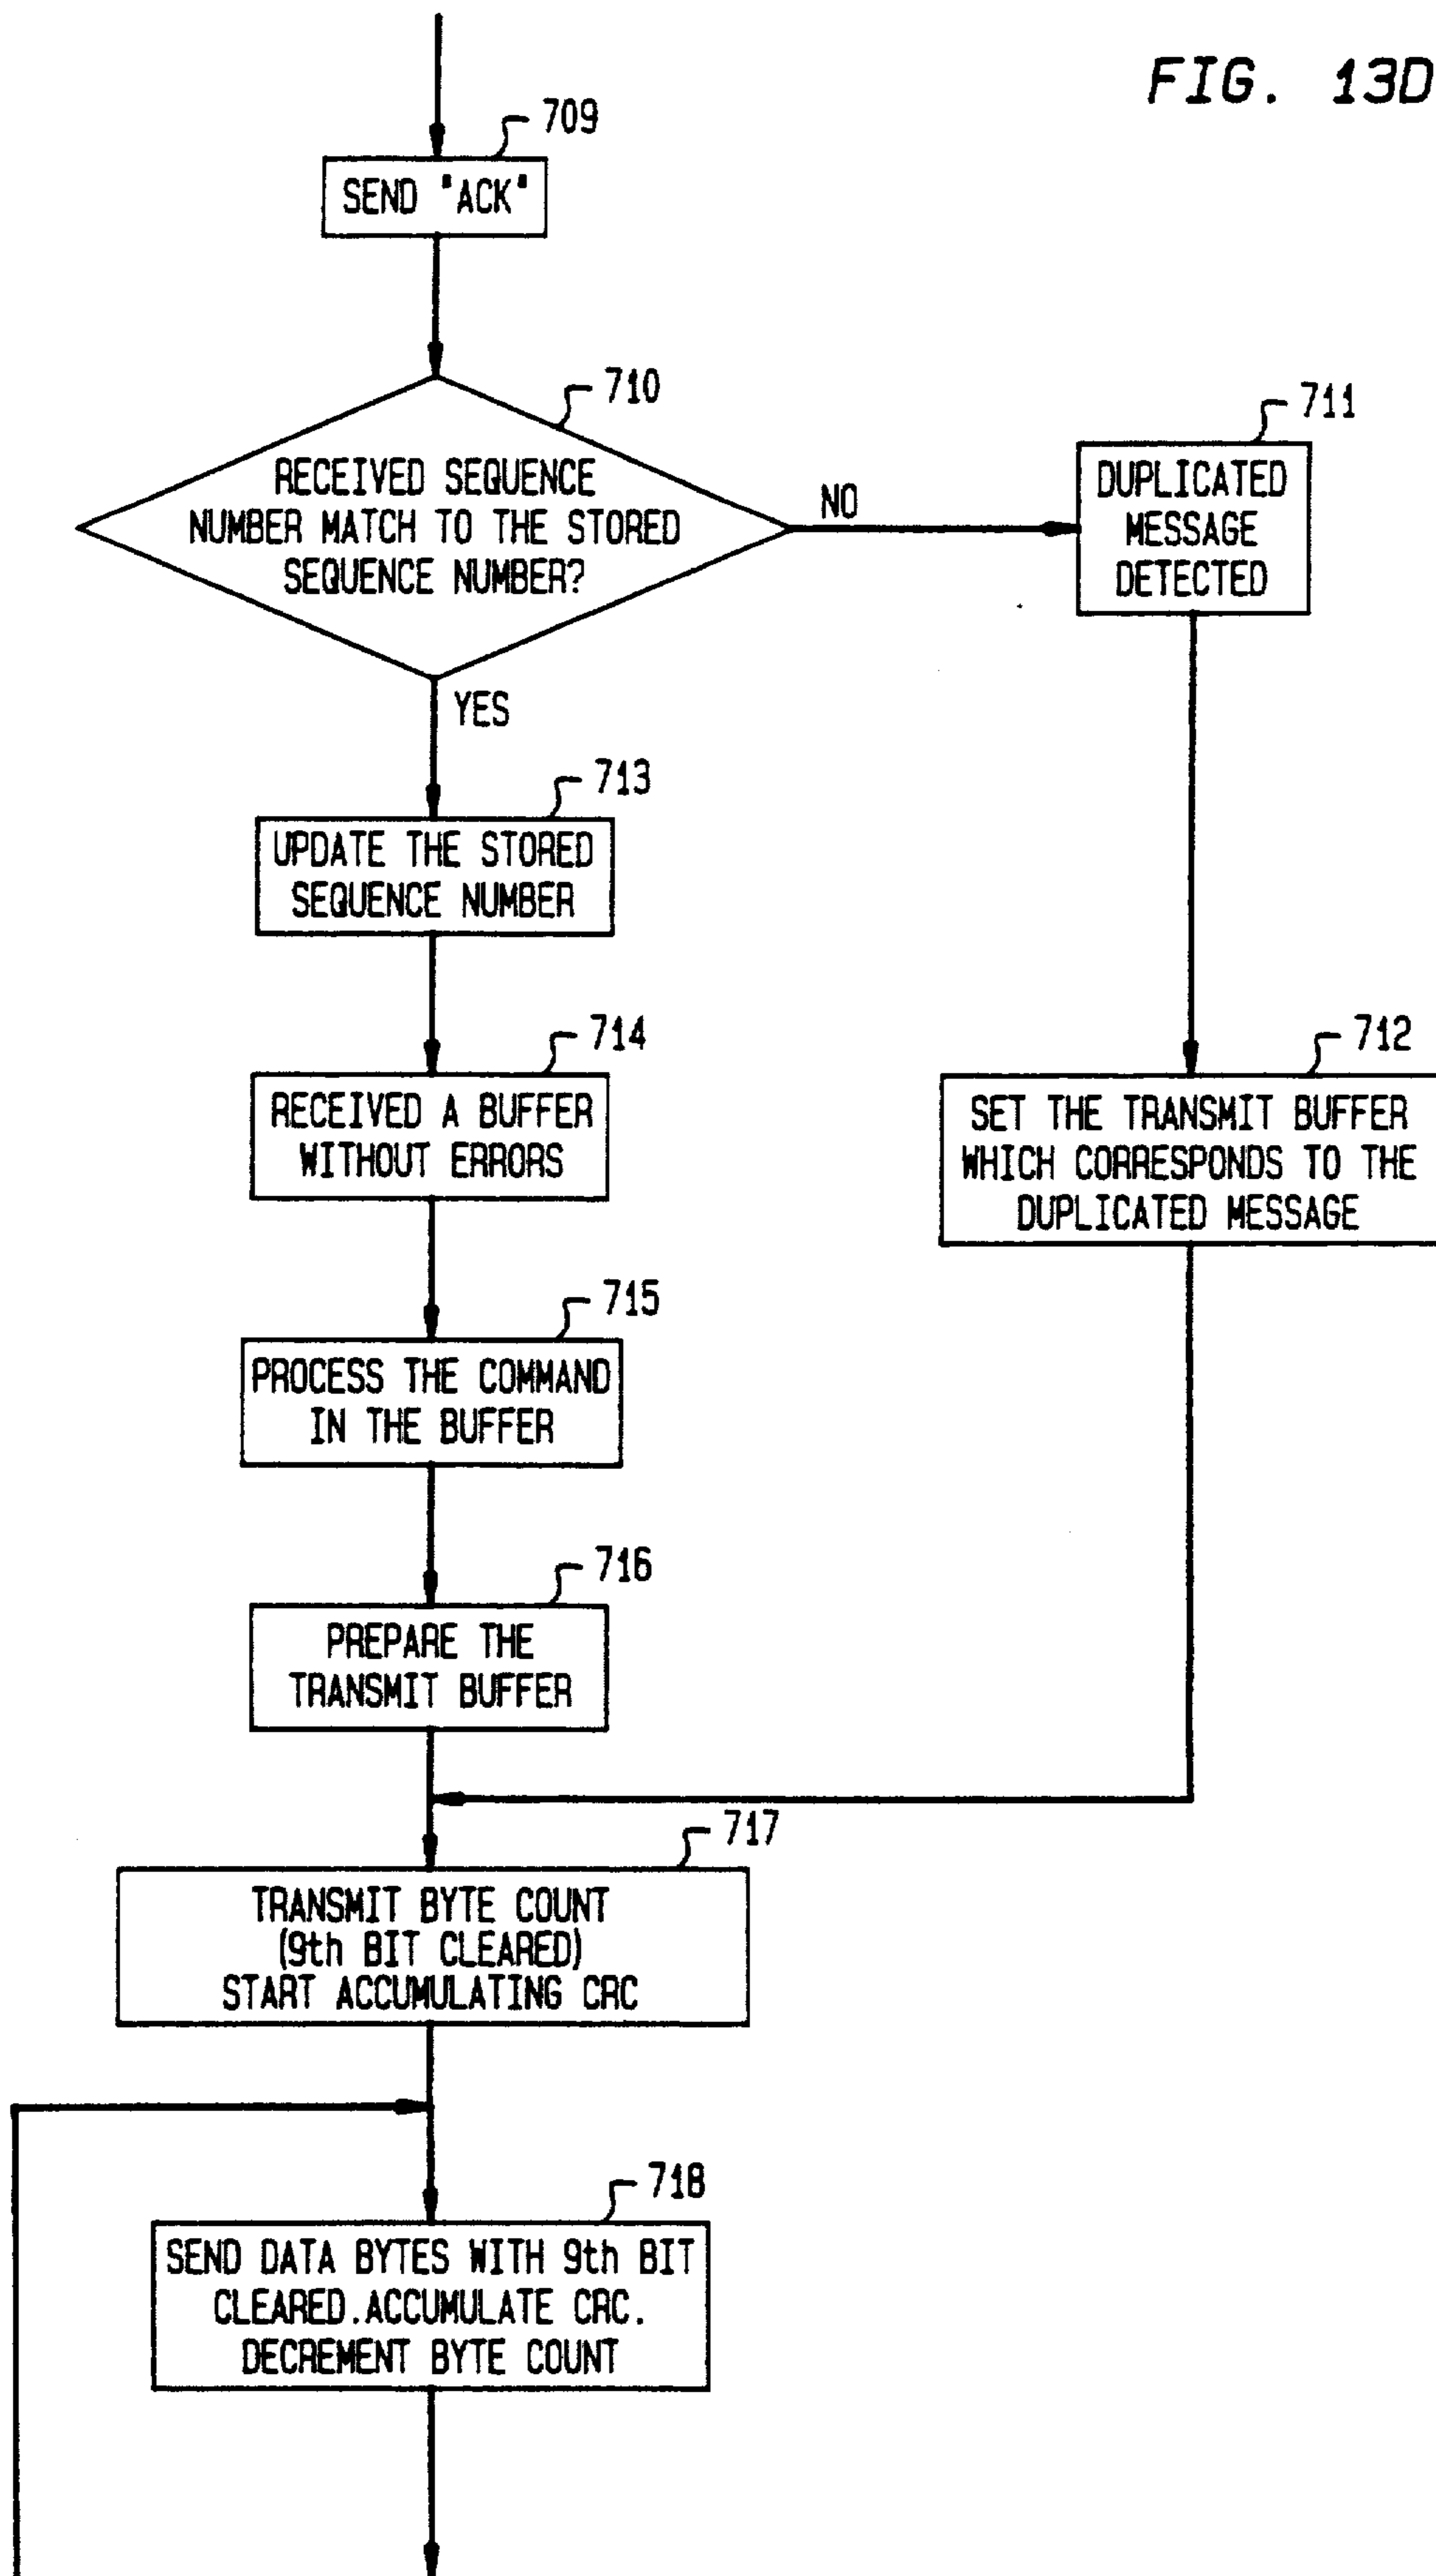 FIG. 13D
709
SEND "ACK"
710
RECEIVED SEQUENCE
NUMBER MATCH TO THE STORED
SEQUENCE NUMBER?
NO
711
DUPLICATED
MESSAGE
DETECTED
YES
713
UPDATE THE STORED
SEQUENCE NUMBER
714
RECEIVED A BUFFER
WITHOUT ERRORS
712
SET THE TRANSMIT BUFFER
WHICH CORRESPONDS TO THE
DUPLICATED MESSAGE
715
PROCESS THE COMMAND
IN THE BUFFER
716
PREPARE THE
TRANSMIT BUFFER
717
TRANSMIT BYTE COUNT
(9th BIT CLEARED)
START ACCUMULATING CRC
718
SEND DATA BYTES WITH 9th BIT
CLEARED.ACCUMULATE CRC.
DECREMENT BYTE COUNT